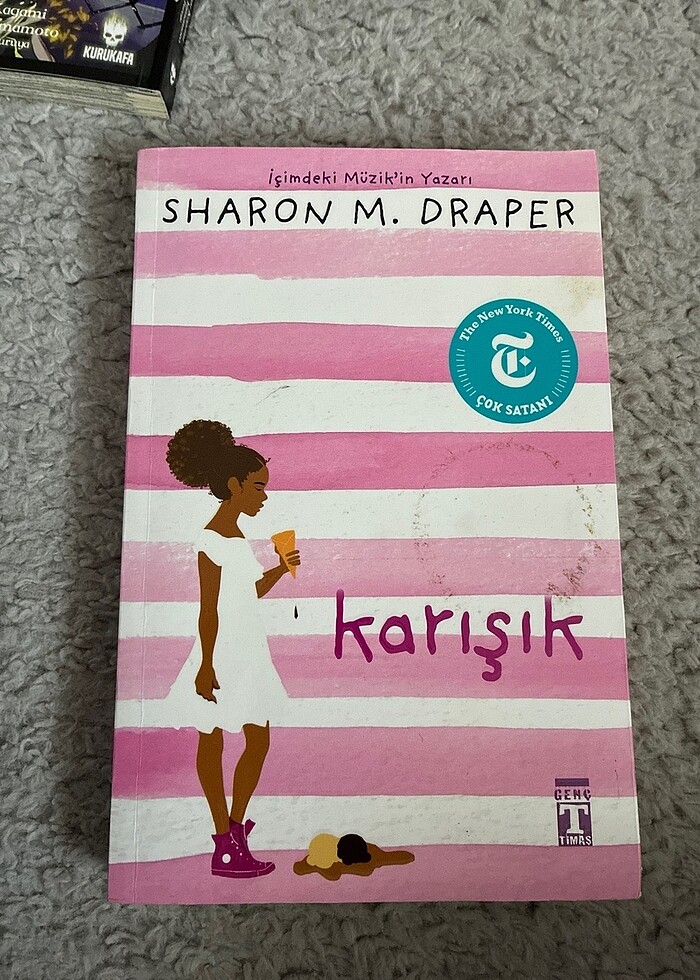 KURUKAFA
İçimdeki Müzik'in Yazarı
SHARON M. DRAPER
The New York Times
T
ÇOK SATANI
karışık
GENÇ
T
TİMAŞ